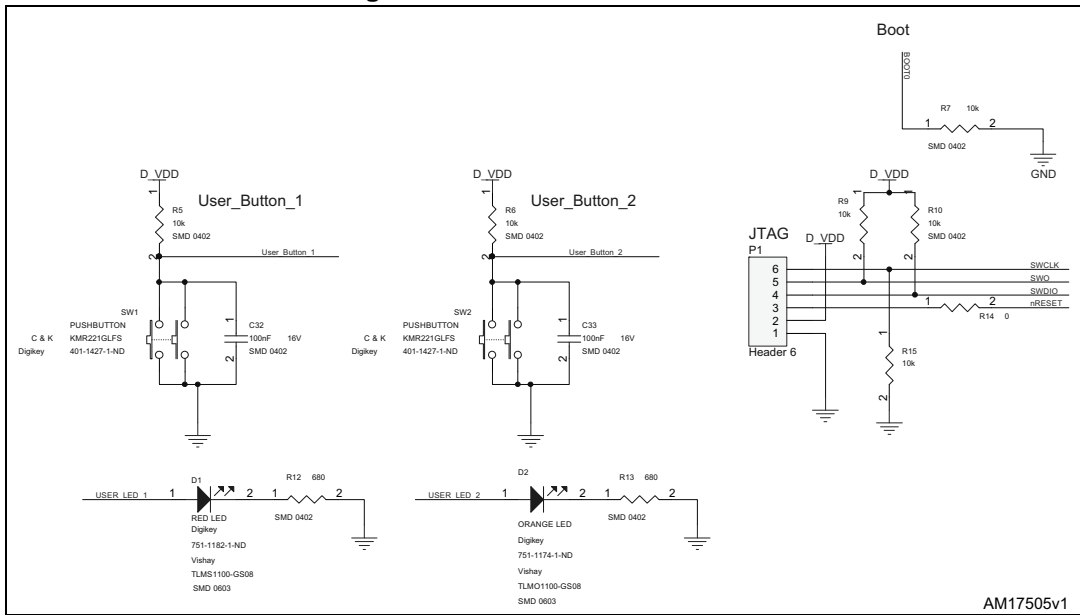 Boot
BOOT0
R7 10k
1 2
SMD 0402
GND
D_VDD
1
R5
10k
SMD 0402
2
User_Button_1
User_Button_1
SW1
PUSHBUTTON
C & K KMR221GLFS
Digikey 401-1427-1-ND
1
C32
100nF 16V
SMD 0402
2
D_VDD
1
R6
10k
SMD 0402
2
User_Button_2
User_Button_2
SW2
PUSHBUTTON
C & K KMR221GLFS
Digikey 401-1427-1-ND
1
C33
100nF 16V
SMD 0402
2
D_VDD
1 1
R9
10k
2
R10
10k
SMD 0402
2
JTAG
P1
D_VDD
6
5
4
3
2
1
Header 6
SWCLK
SWO
SWDIO
nRESET
1 2
R14 0
1
R15
10k
2
USER_LED_1
D1
1 2
RED LED
Digikey
751-1182-1-ND
Vishay
TLMS1100-GS08
SMD 0603
R12 680
1 2
SMD 0402
USER_LED_2
D2
1 2
ORANGE LED
Digikey
751-1174-1-ND
Vishay
TLMO1100-GS08
SMD 0603
R13 680
1 2
SMD 0402
AM17505v1